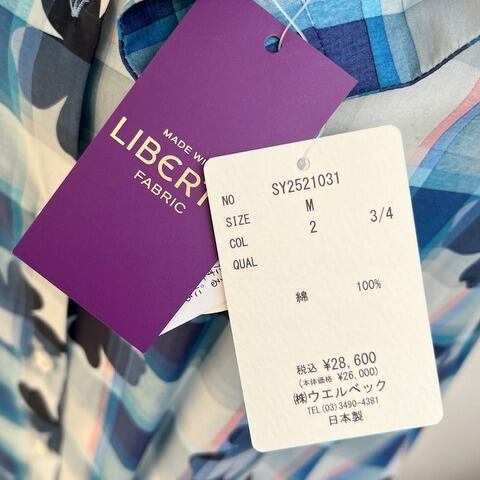 MADE WI
LIBERT
FABRIC
NO SY2521031
SIZE M
COL 2 3/4
QUAL
綿 100%
税込 ¥28,600
(本体価格 ¥26,000)
㈱ウエルベック
TEL(03)3490-4381
日本製